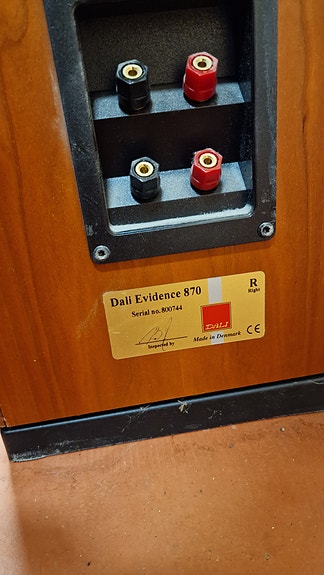 Dali Evidence 870
R
Right
Serial no. 800744
DALI
Inspected by
Made in Denmark CE